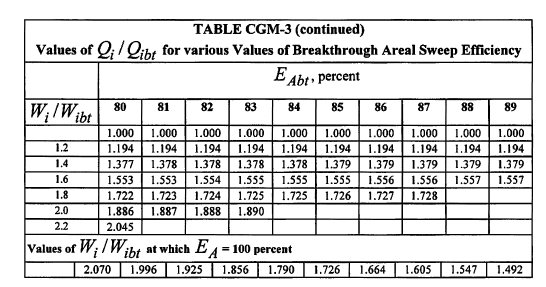 TABLE CGM-3 (continued)
Values of Qi / Qibt for various Values of Breakthrough Areal Sweep Efficiency
EAbt, percent
Wi / Wibt 80 81 82 83 84 85 86 87 88 89
1.000 1.000 1.000 1.000 1.000 1.000 1.000 1.000 1.000 1.000
1.2 1.194 1.194 1.194 1.194 1.194 1.194 1.194 1.194 1.194 1.194
1.4 1.377 1.378 1.378 1.378 1.378 1.379 1.379 1.379 1.379 1.379
1.6 1.553 1.553 1.554 1.555 1.555 1.555 1.556 1.556 1.557 1.557
1.8 1.722 1.723 1.724 1.725 1.725 1.726 1.727 1.728
2.0 1.886 1.887 1.888 1.890
2.2 2.045
Values of Wi / Wibt at which EA = 100 percent
2.070 1.996 1.925 1.856 1.790 1.726 1.664 1.605 1.547 1.492